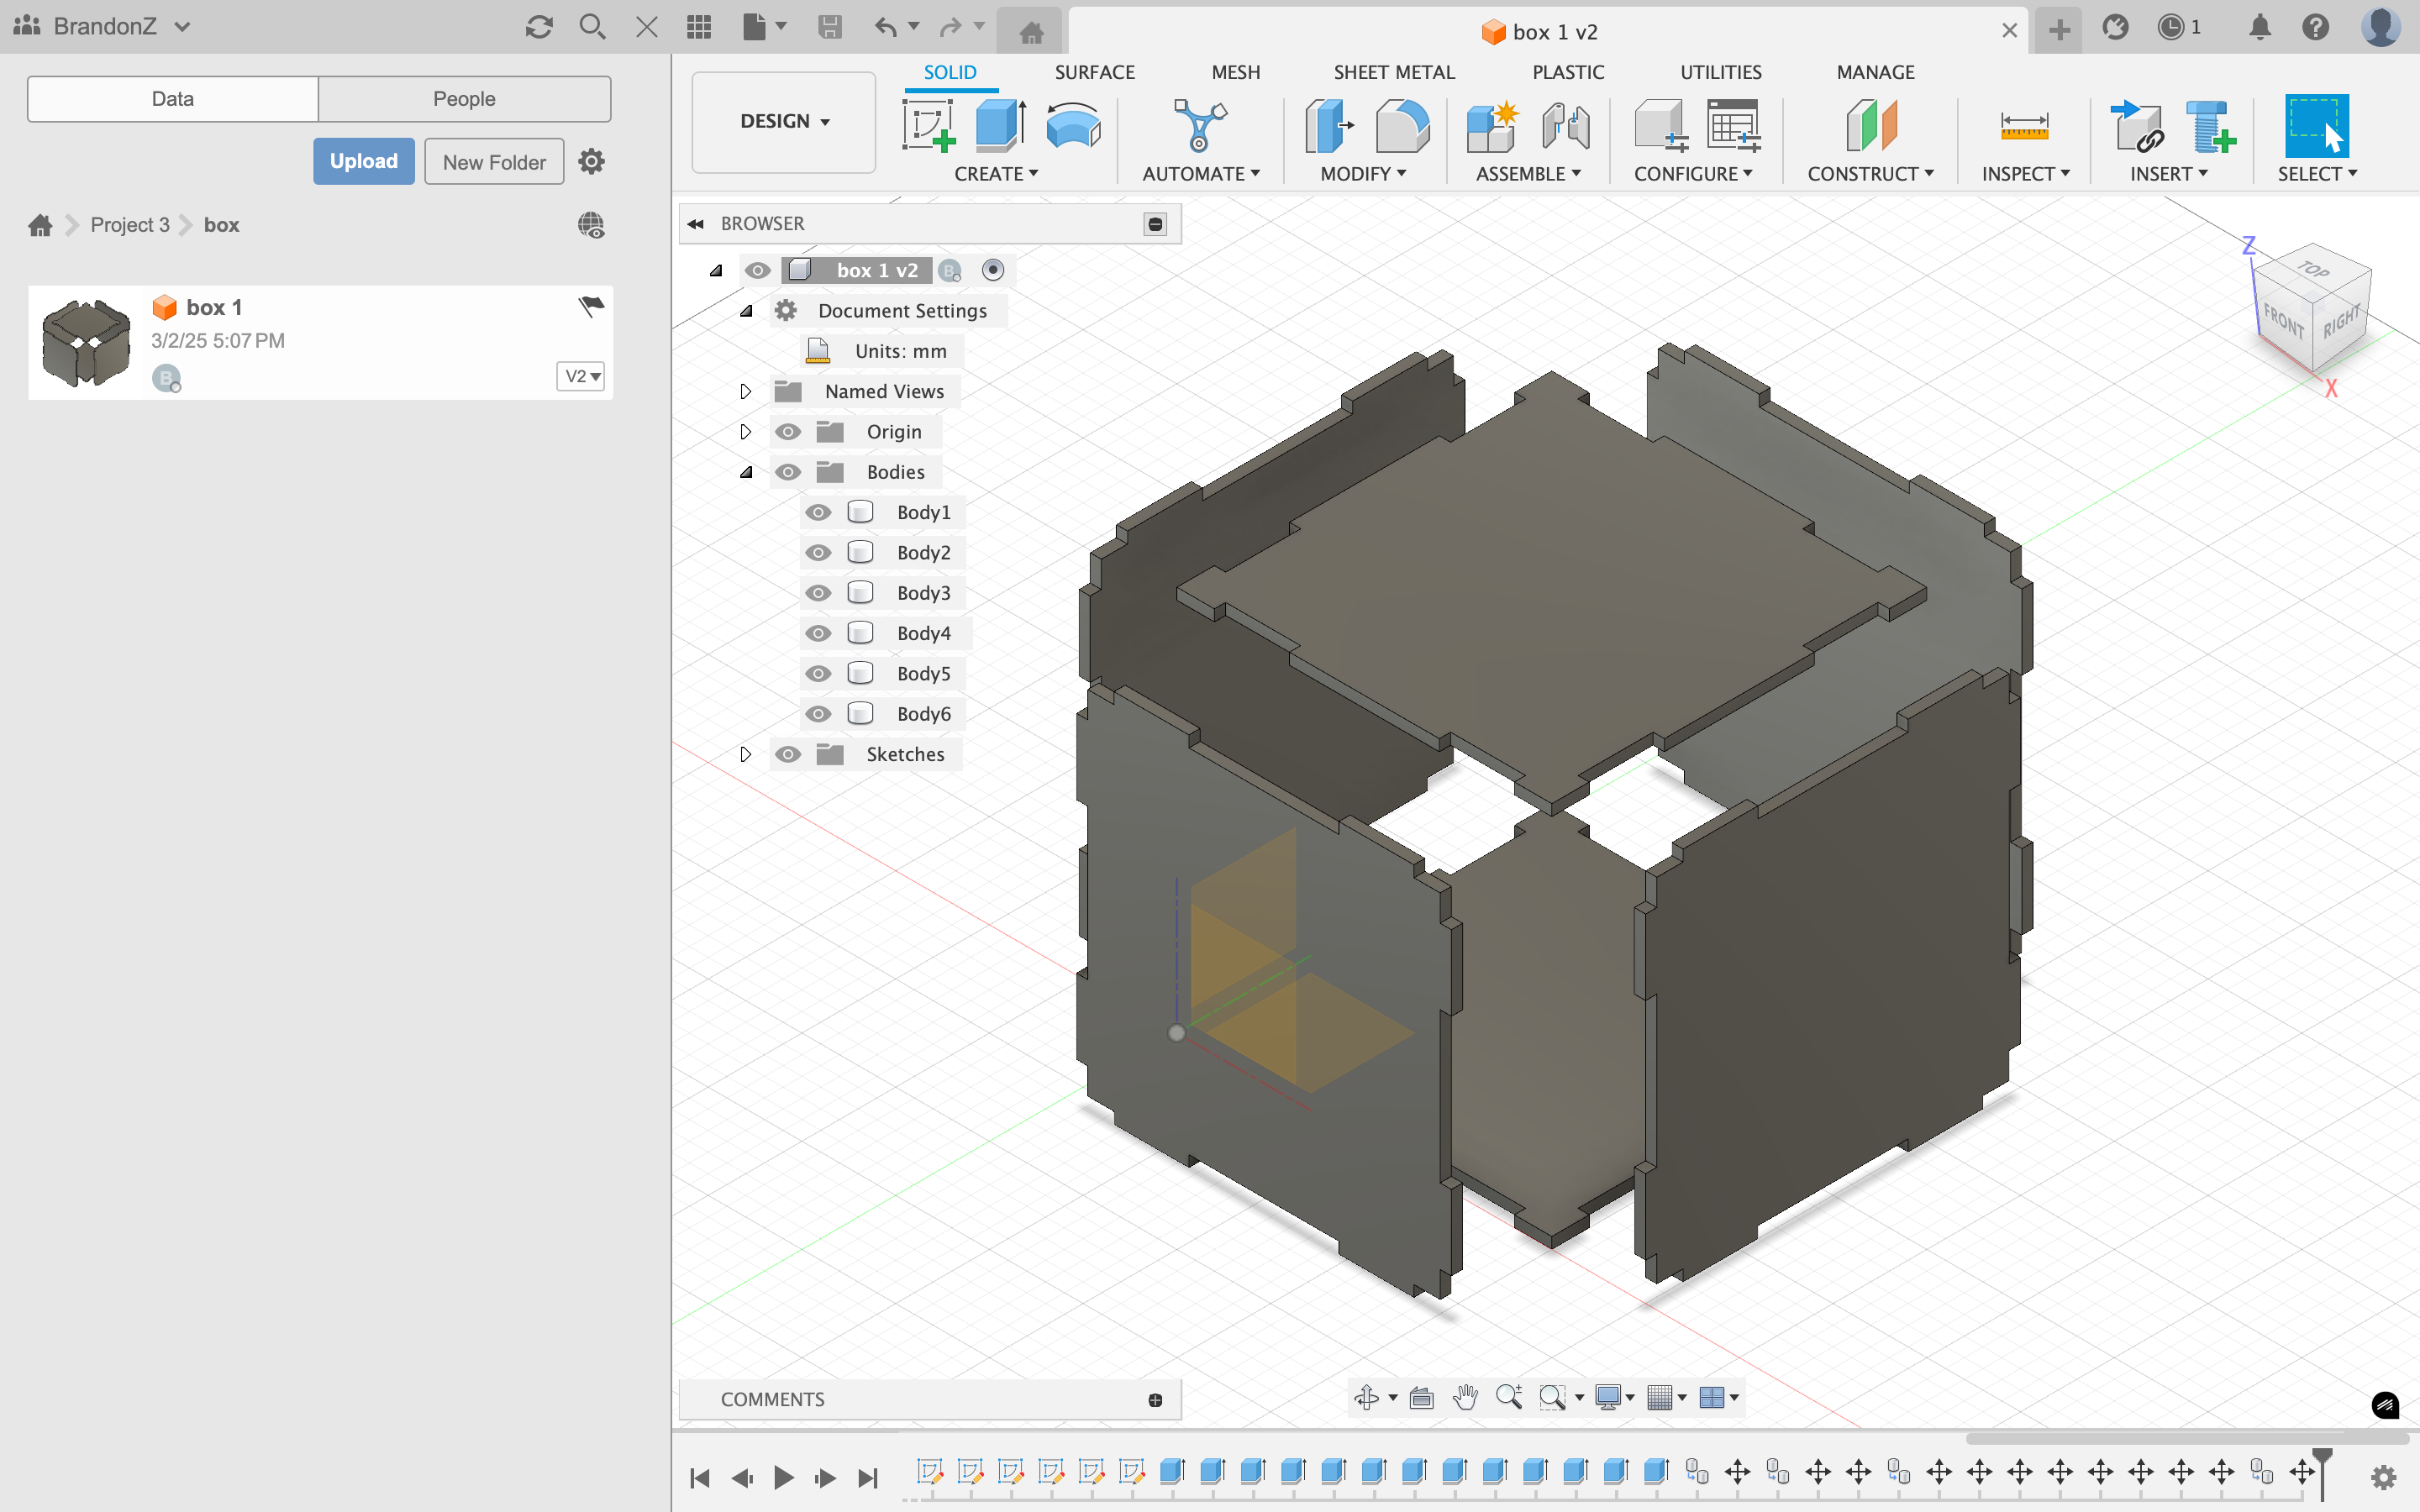 BrandonZ
1
box 1 v2
Data
People
Upload
New Folder
Project 3
box
box 1
3/2/25 5:07 PM
B
V2
DESIGN
SOLID
SURFACE
MESH
SHEET METAL
PLASTIC
UTILITIES
MANAGE
CREATE
AUTOMATE
MODIFY
ASSEMBLE
CONFIGURE
CONSTRUCT
INSPECT
INSERT
SELECT
BROWSER
box 1 v2
B
Document Settings
Units: mm
Named Views
Origin
Bodies
Body1
Body2
Body3
Body4
Body5
Body6
Sketches
Z
TOP
FRONT
RIGHT
X
COMMENTS